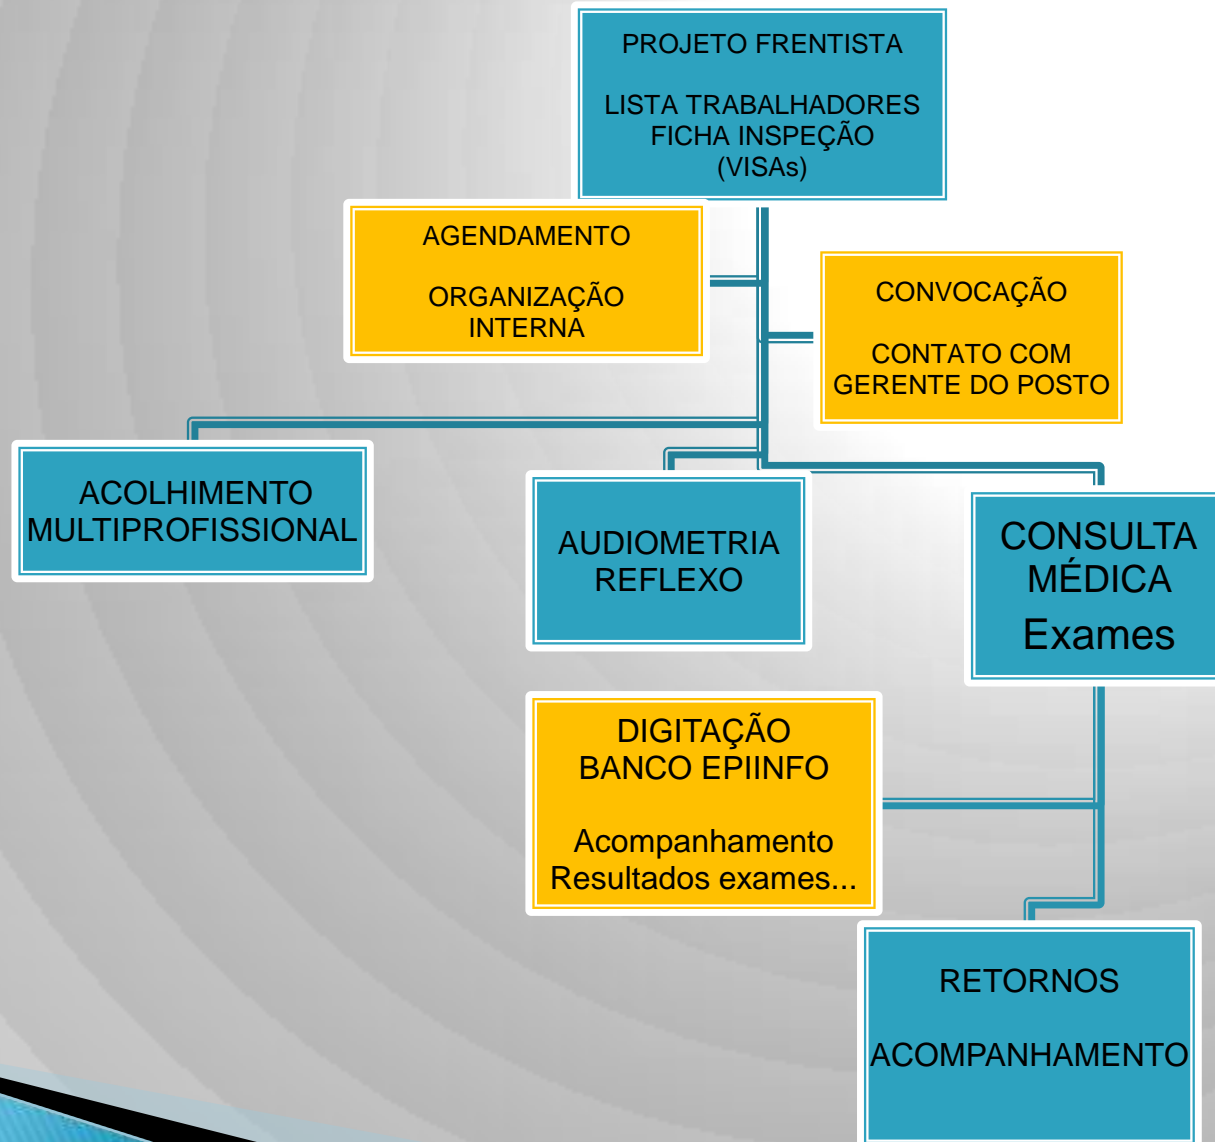 PROJETO FRENTISTA
LISTA TRABALHADORES
FICHA INSPEÇÃO
(VISAs)
AGENDAMENTO
ORGANIZAÇÃO
INTERNA
CONVOCAÇÃO
CONTATO COM
GERENTE DO POSTO
ACOLHIMENTO
MULTIPROFISSIONAL
AUDIOMETRIA
REFLEXO
CONSULTA
MÉDICA
Exames
DIGITAÇÃO
BANCO EPIINFO
Acompanhamento
Resultados exames...
RETORNOS
ACOMPANHAMENTO